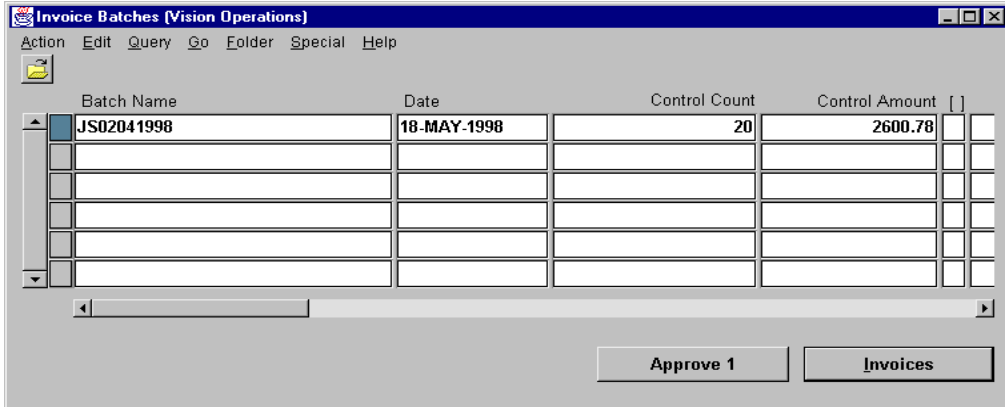 Invoice Batches (Vision Operations)
Action Edit Query Go Folder Special Help
Batch Name Date Control Count Control Amount [ ]
JS02041998 18-MAY-1998 20 2600.78
Approve 1 Invoices